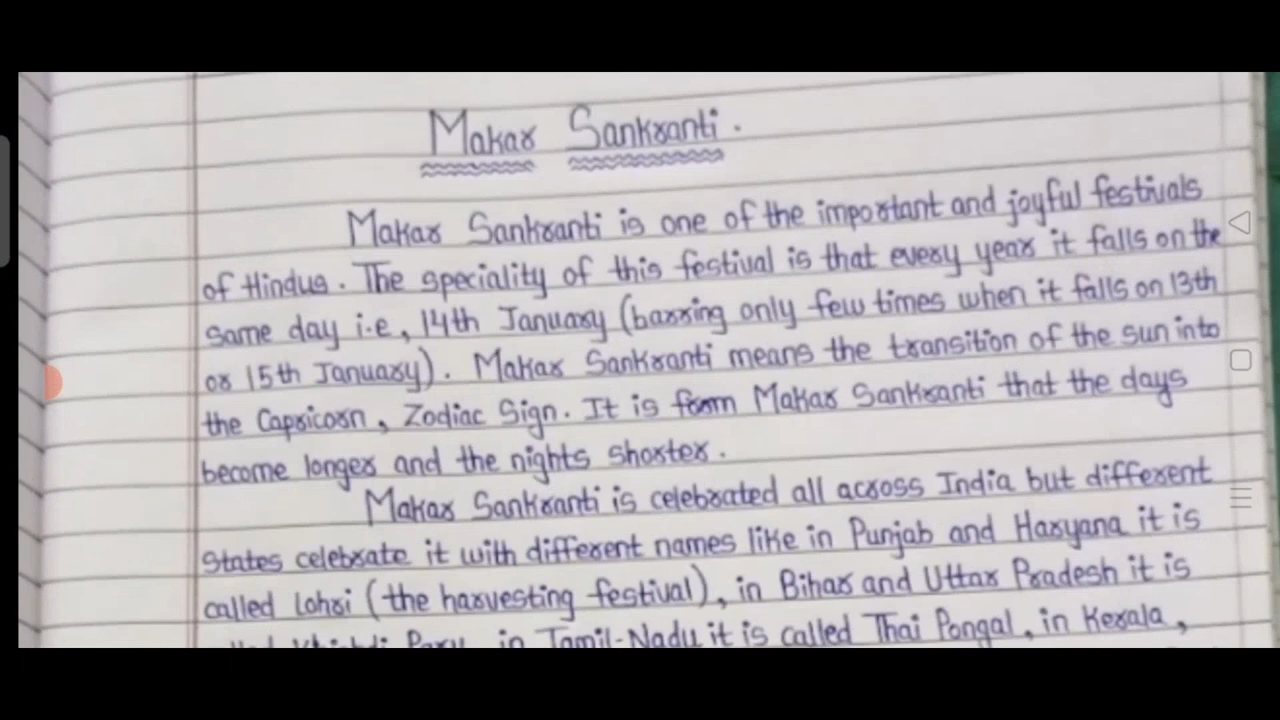 Makar Sankranti.
Makar Sankranti is one of the important and joyful festivals
of Hindus. The speciality of this festival is that every year it falls on the
same day i.e, 14th January (barring only few times when it falls on 13th
or 15th January). Makar Sankranti means the transition of the sun into
the Capricorn, Zodiac Sign. It is form Makar Sankranti that the days
become longer and the nights shorter.
Makar Sankranti is celebrated all across India but different
States celebrate it with different names like in Punjab and Haryana it is
called Lohri (the harvesting festival), in Bihar and Uttar Pradesh it is
in Tamil-Nadu it is called Thai Pongal, in Kerala,